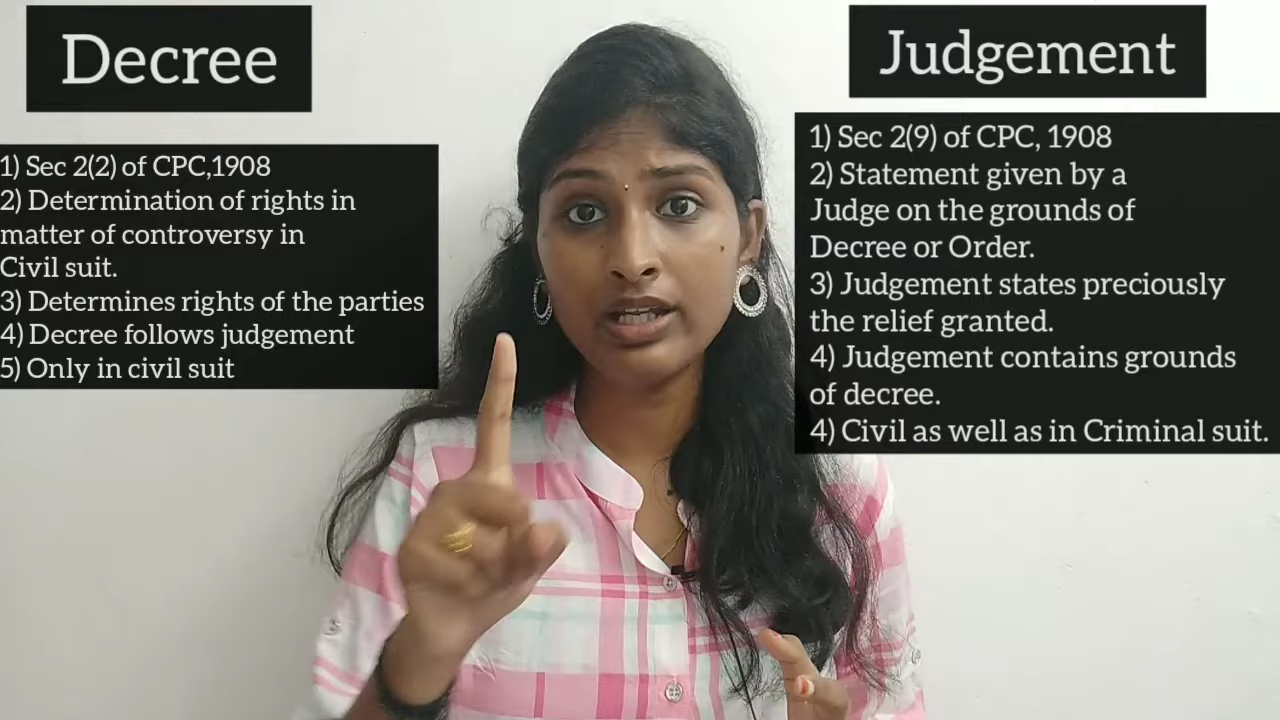 Decree
1) Sec 2(2) of CPC,1908
2) Determination of rights in
matter of controversy in
Civil suit.
3) Determines rights of the parties
4) Decree follows judgement
5) Only in civil suit
Judgement
1) Sec 2(9) of CPC, 1908
2) Statement given by a
Judge on the grounds of
Decree or Order.
3) Judgement states preciously
the relief granted.
4) Judgement contains grounds
of decree.
4) Civil as well as in Criminal suit.